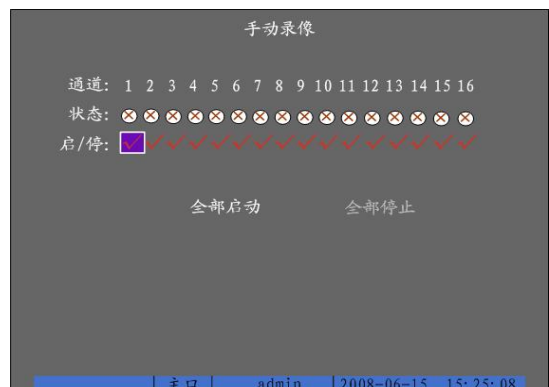 手动录像
通道: 1 2 3 4 5 6 7 8 9 10 11 12 13 14 15 16
状态:
启/停:
全部启动 全部停止
主口 admin 2008-06-15 15:25:08